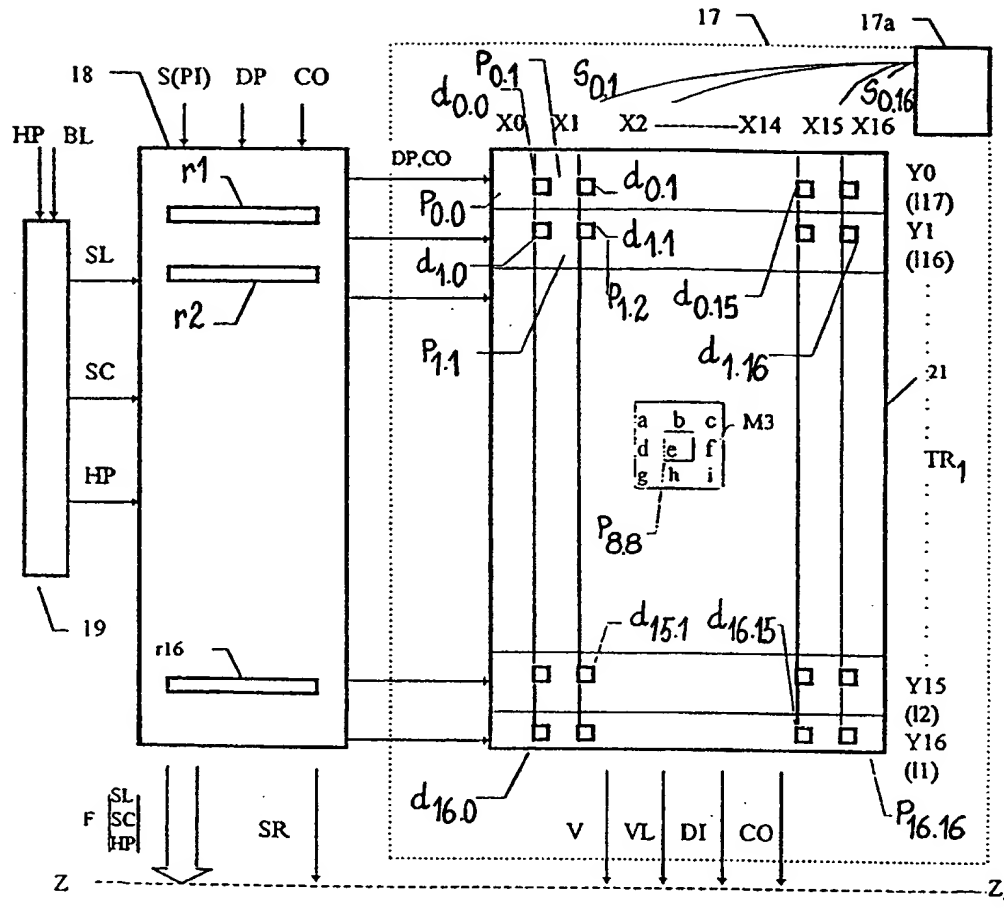 17 17a
18 S(PI) DP CO
d0.0 P0.1 S0.1 S0.16
X0 X1 X2 X14 X15 X16
HP BL
r1 DP,CO
P0.0 d0.1 Y0
(l17)
SL d1.0 d1.1 Y1
(l16)
r2 P1.2 d0.15
P1.1 d1.16
SC 21
a b c M3
d e f
g h i
HP TR1
P8.8
19 d15.1 d16.15
r16
Y15
(l2)
Y16
(l1)
d16.0 P16.16
F SL
SC
HP
SR V VL DI CO
Z Z